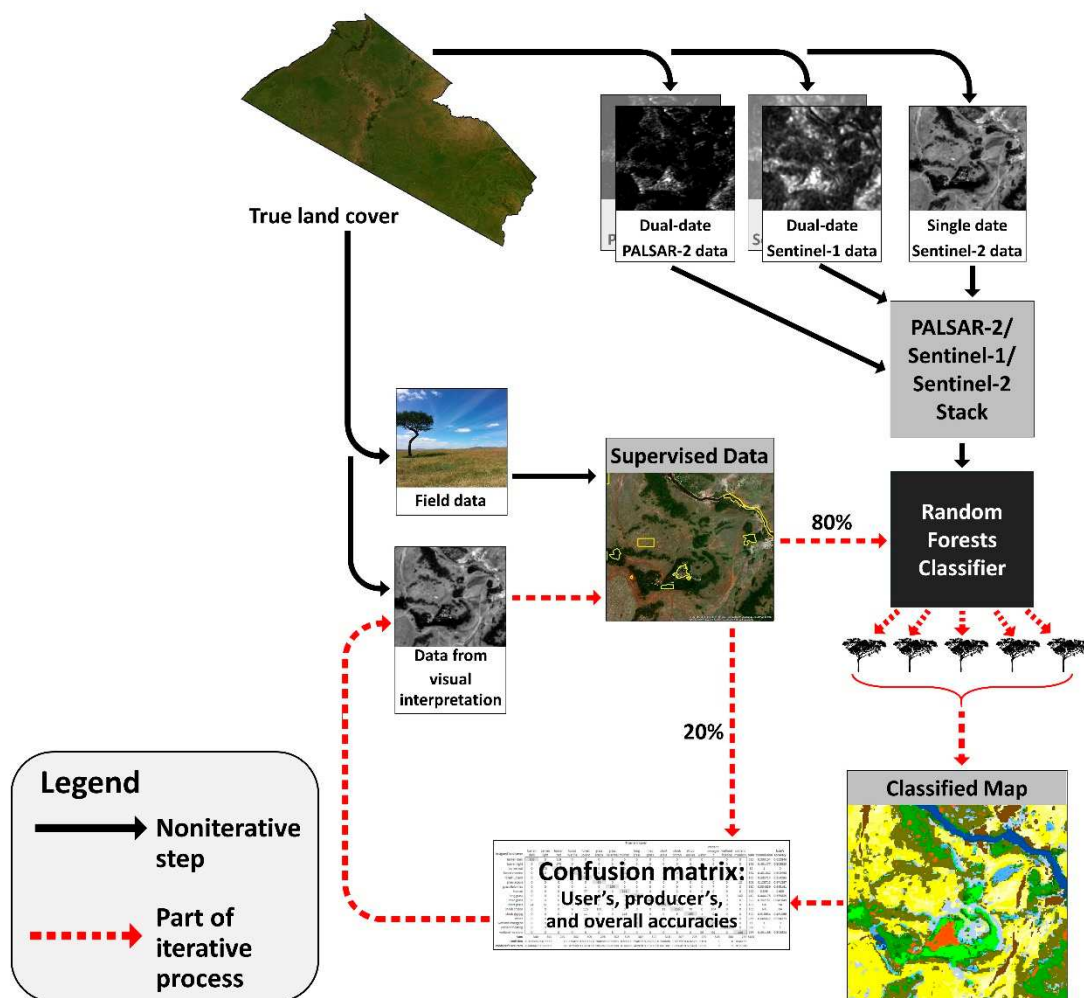 True land cover
Dual-date
PALSAR-2 data
Dual-date
Sentinel-1 data
Single date
Sentinel-2 data
PALSAR-2/
Sentinel-1/
Sentinel-2
Stack
Field data
Supervised Data
80%
Random
Forests
Classifier
Data from
visual
interpretation
20%
Classified Map
Confusion matrix:
User's, producer's,
and overall accuracies
Legend
Noniterative
step
Part of
iterative
process